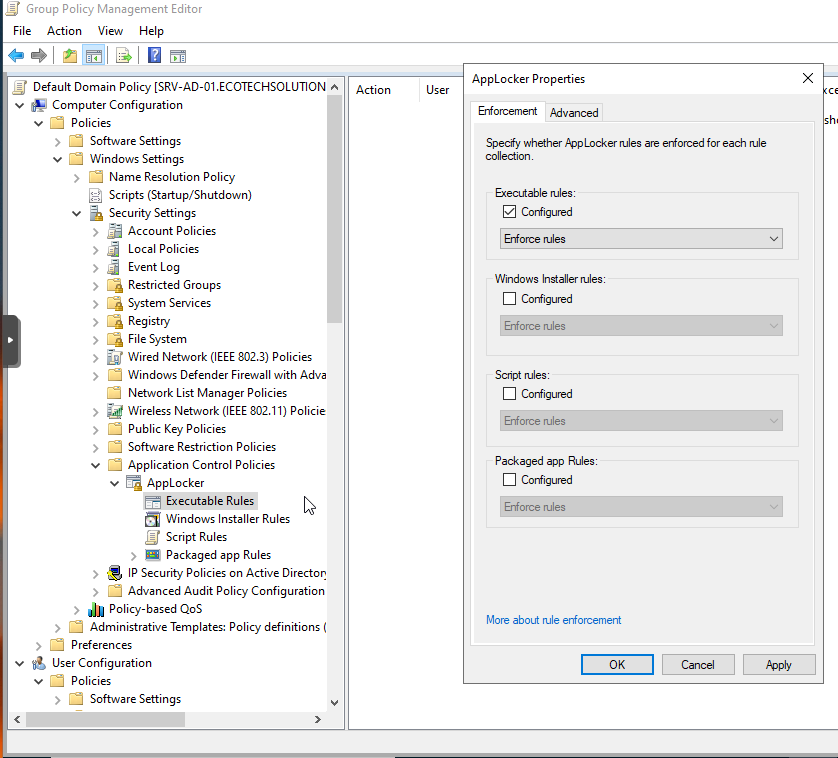 Group Policy Management Editor
File Action View Help
Default Domain Policy [SRV-AD-01.ECOTECHSOLUTION
Computer Configuration
Policies
Software Settings
Windows Settings
Name Resolution Policy
Scripts (Startup/Shutdown)
Security Settings
Account Policies
Local Policies
Event Log
Restricted Groups
System Services
Registry
File System
Wired Network (IEEE 802.3) Policies
Windows Defender Firewall with Adva
Network List Manager Policies
Wireless Network (IEEE 802.11) Policie
Public Key Policies
Software Restriction Policies
Application Control Policies
AppLocker
Executable Rules
Windows Installer Rules
Script Rules
Packaged app Rules
IP Security Policies on Active Directory
Advanced Audit Policy Configuration
Policy-based QoS
Administrative Templates: Policy definitions (
Preferences
User Configuration
Policies
Software Settings
Action User
AppLocker Properties
Enforcement Advanced
Specify whether AppLocker rules are enforced for each rule
collection.
Executable rules:
Configured
Enforce rules
Windows Installer rules:
Configured
Enforce rules
Script rules:
Configured
Enforce rules
Packaged app Rules:
Configured
Enforce rules
More about rule enforcement
OK Cancel Apply